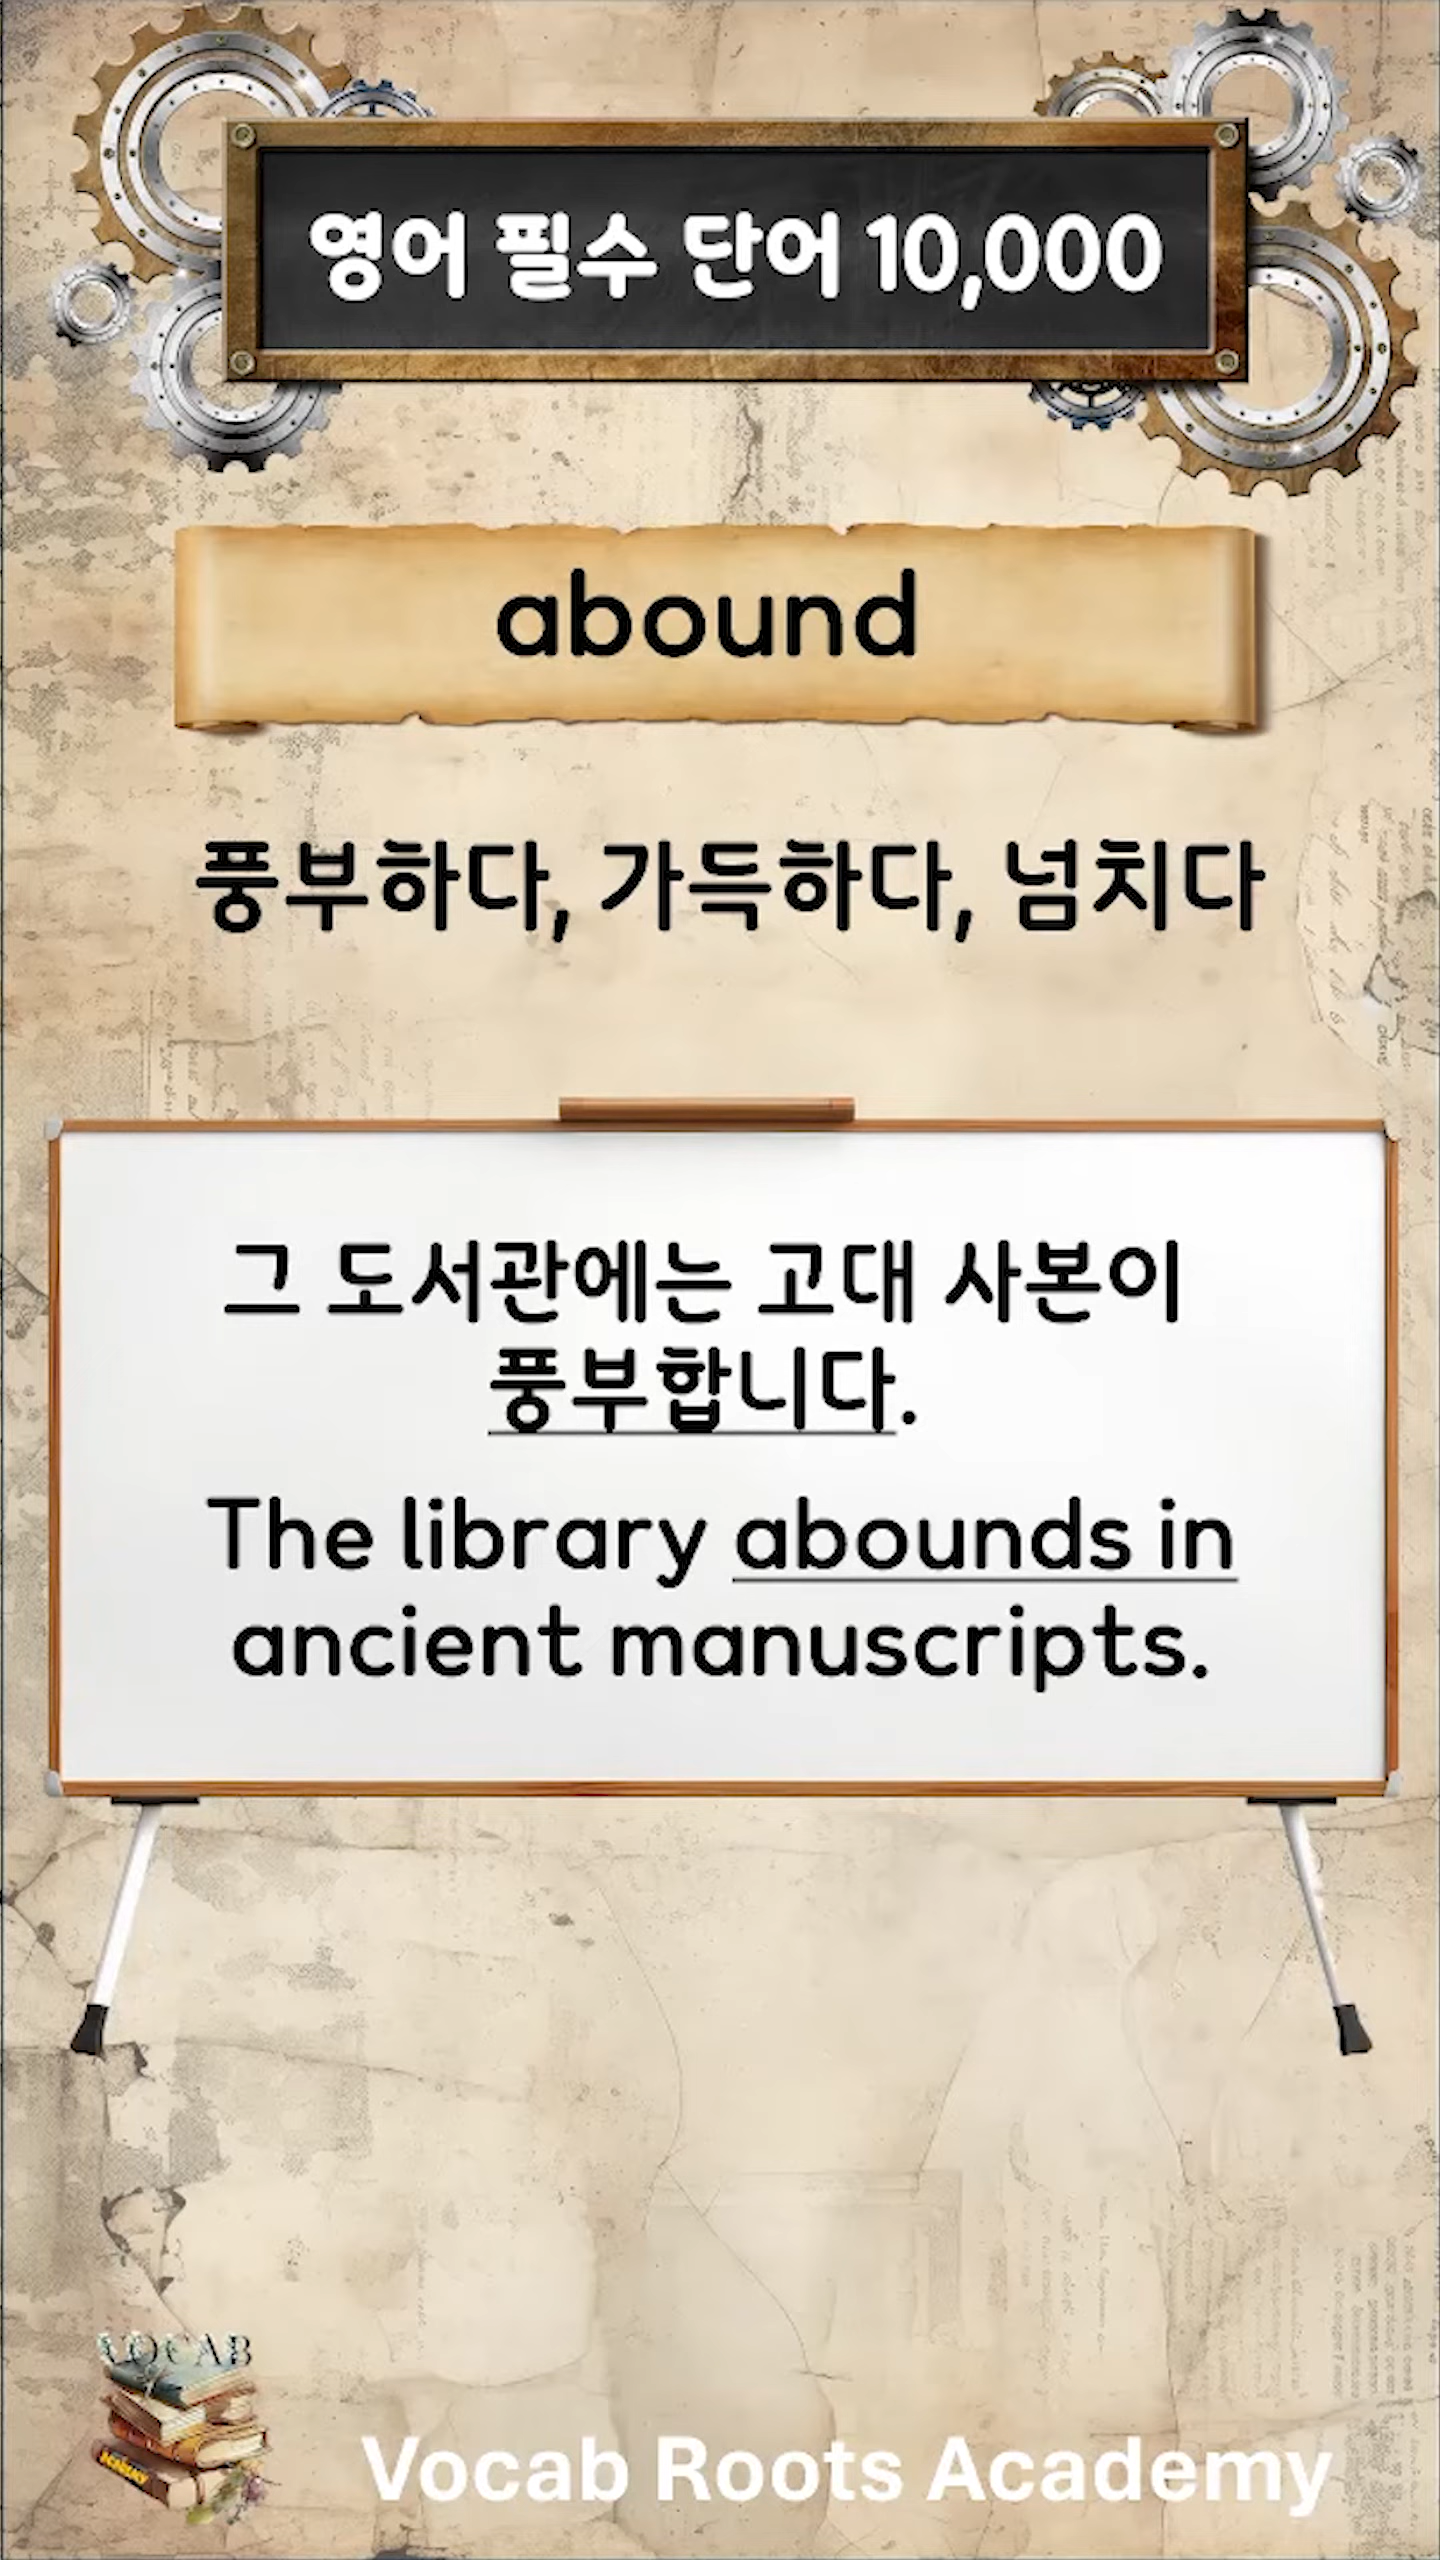 영어 필수 단어 10,000
abound
풍부하다, 가득하다, 넘치다
그 도서관에는 고대 사본이
풍부합니다.
The library abounds in
ancient manuscripts.
VOCAB
ACADEMY
Vocab Roots Academy